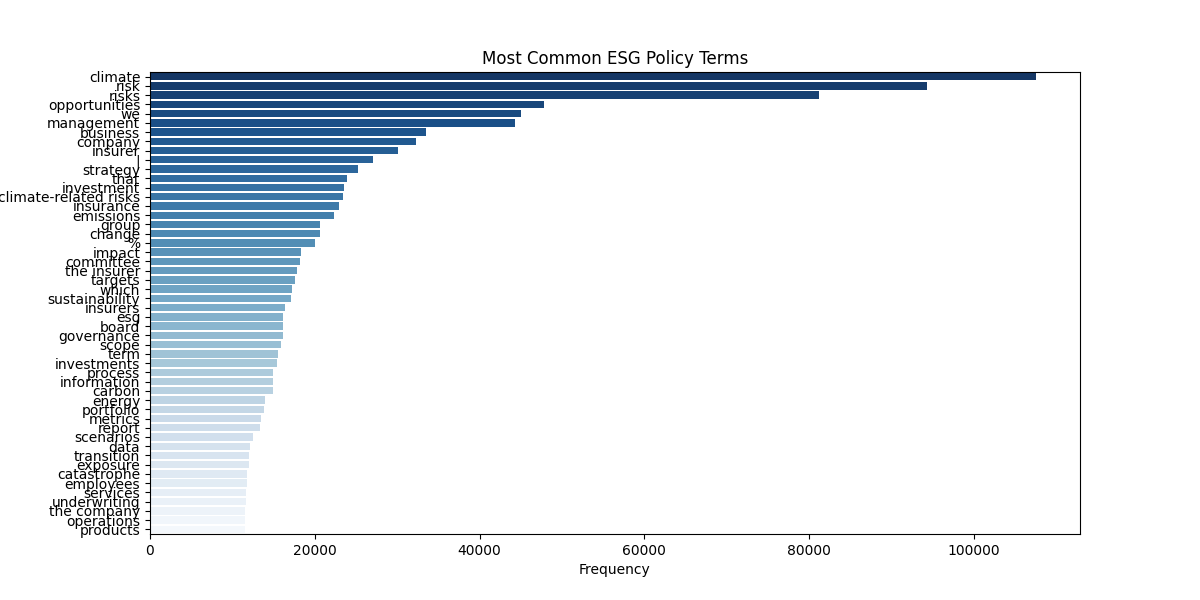 Most Common ESG Policy Terms
climate
risk
risks
opportunities
we
management
business
company
insurer
|
strategy
that
investment
climate-related risks
insurance
emissions
group
change
%
impact
committee
the insurer
targets
which
sustainability
insurers
esg
board
governance
scope
term
investments
process
information
carbon
energy
portfolio
metrics
report
scenarios
data
transition
exposure
catastrophe
employees
services
underwriting
the company
operations
products
0 20000 40000 60000 80000 100000
Frequency